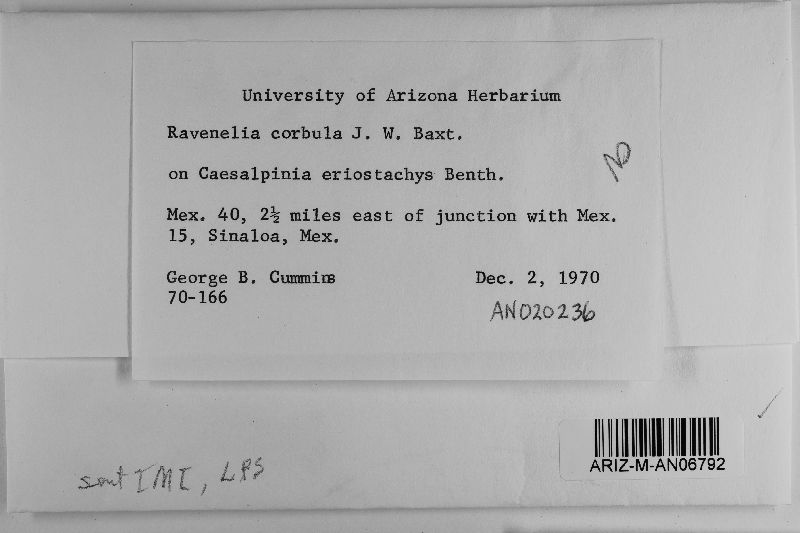 University of Arizona Herbarium
Ravenelia corbula J. W. Baxt.
NO
on Caesalpinia eriostachys Benth.
Mex. 40, 2½ miles east of junction with Mex.
15, Sinaloa, Mex.
George B. Cummins Dec. 2, 1970
70-166
AN020236
ARIZ-M-AN06792
sent IMI, LPS